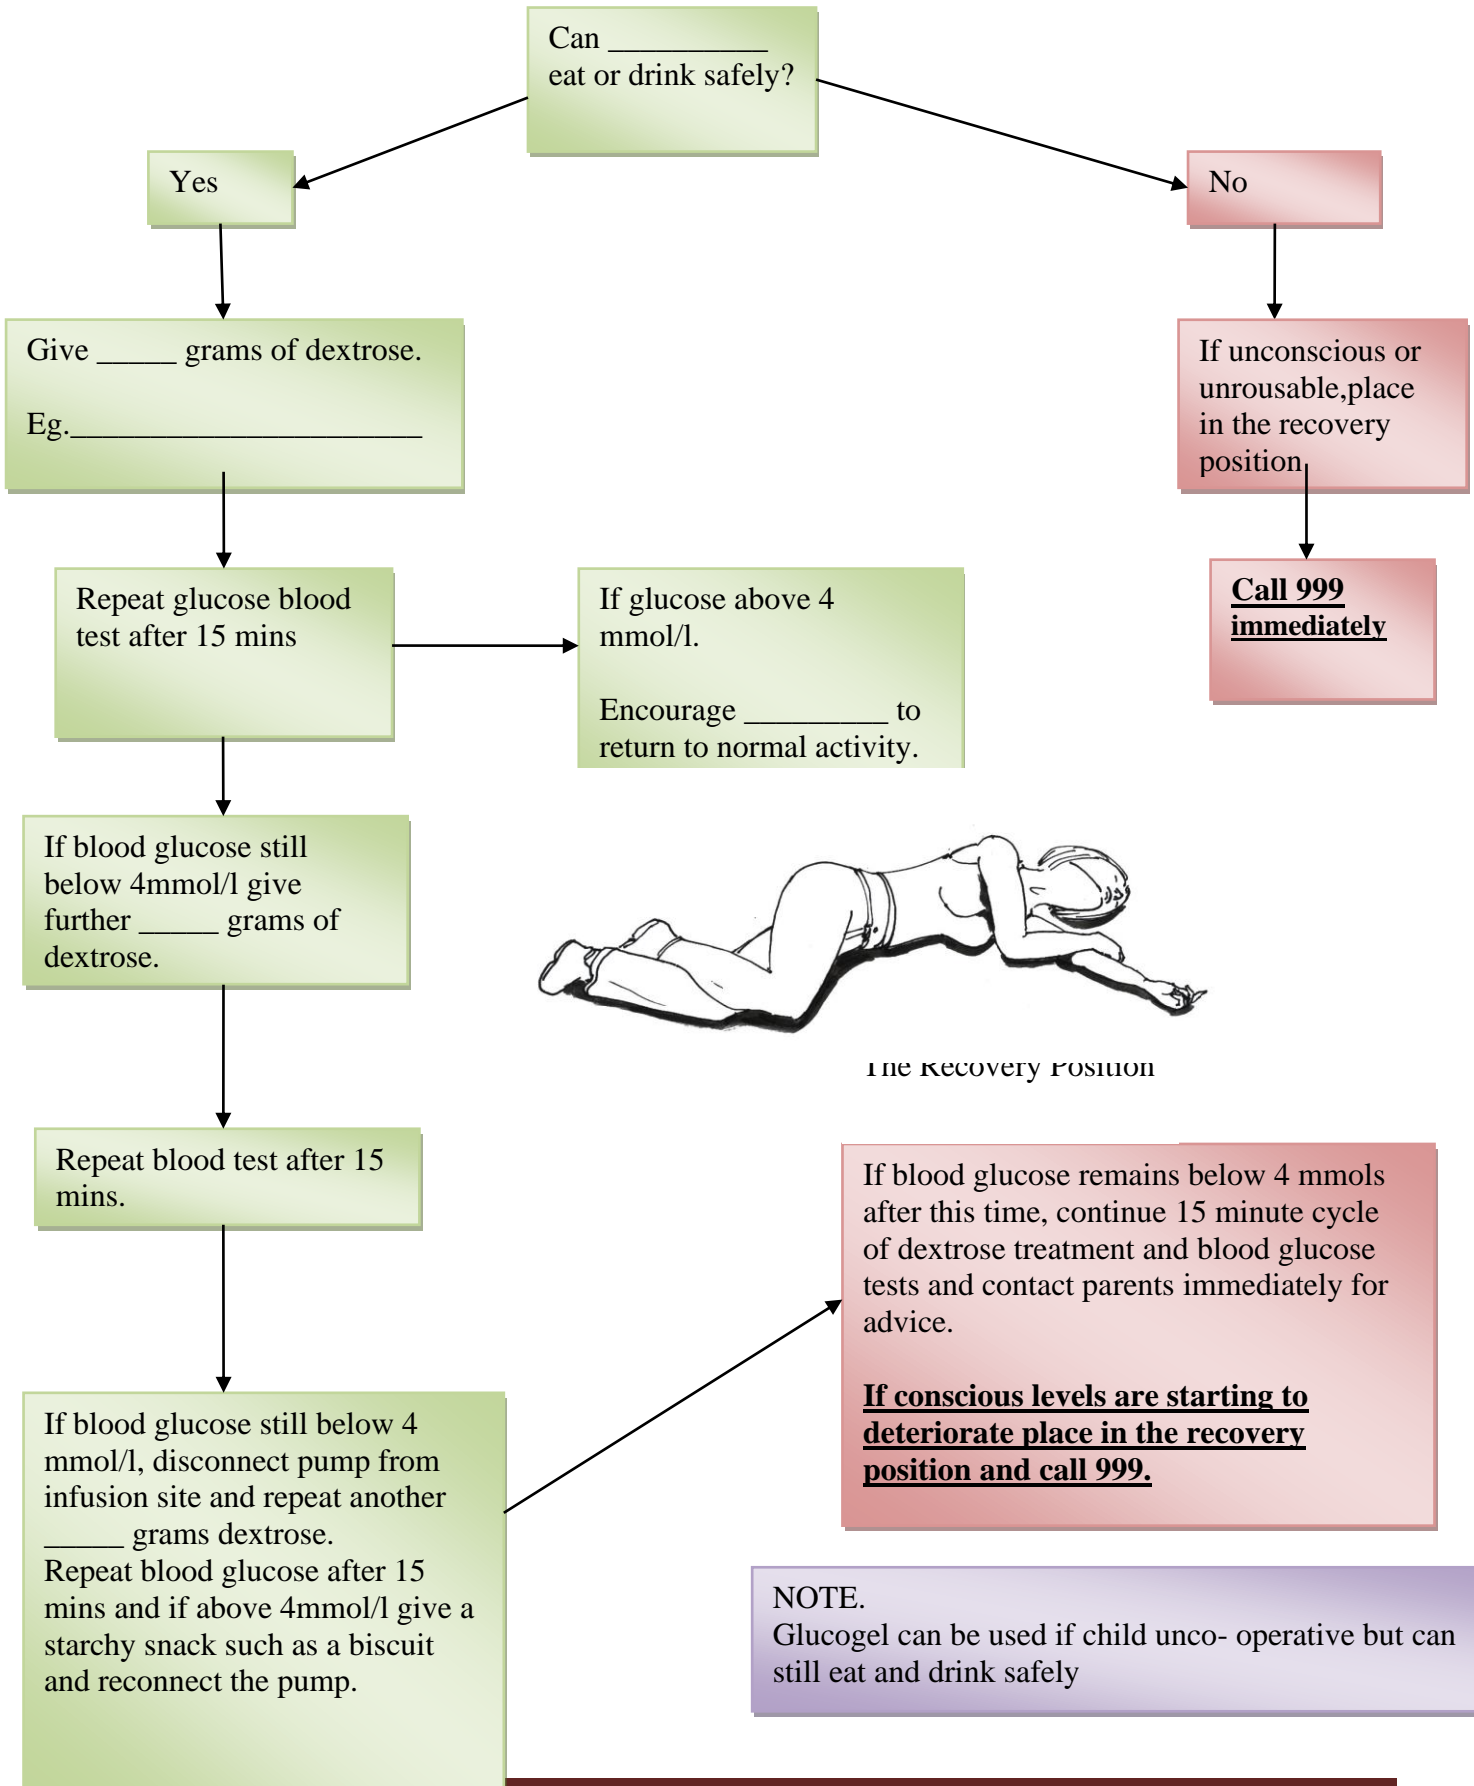 Can __________
eat or drink safely?
Yes
No
Give _____ grams of dextrose.
Eg.______________________
If unconscious or
unrousable,place
in the recovery
position
Repeat glucose blood
test after 15 mins
If glucose above 4
mmol/l.
Encourage _________ to
return to normal activity.
Call 999
immediately
If blood glucose still
below 4mmol/l give
further _____ grams of
dextrose.
The Recovery Position
Repeat blood test after 15
mins.
If blood glucose remains below 4 mmols
after this time, continue 15 minute cycle
of dextrose treatment and blood glucose
tests and contact parents immediately for
advice.
If conscious levels are starting to
deteriorate place in the recovery
position and call 999.
If blood glucose still below 4
mmol/l, disconnect pump from
infusion site and repeat another
_____ grams dextrose.
Repeat blood glucose after 15
mins and if above 4mmol/l give a
starchy snack such as a biscuit
and reconnect the pump.
NOTE.
Glucogel can be used if child unco- operative but can
still eat and drink safely